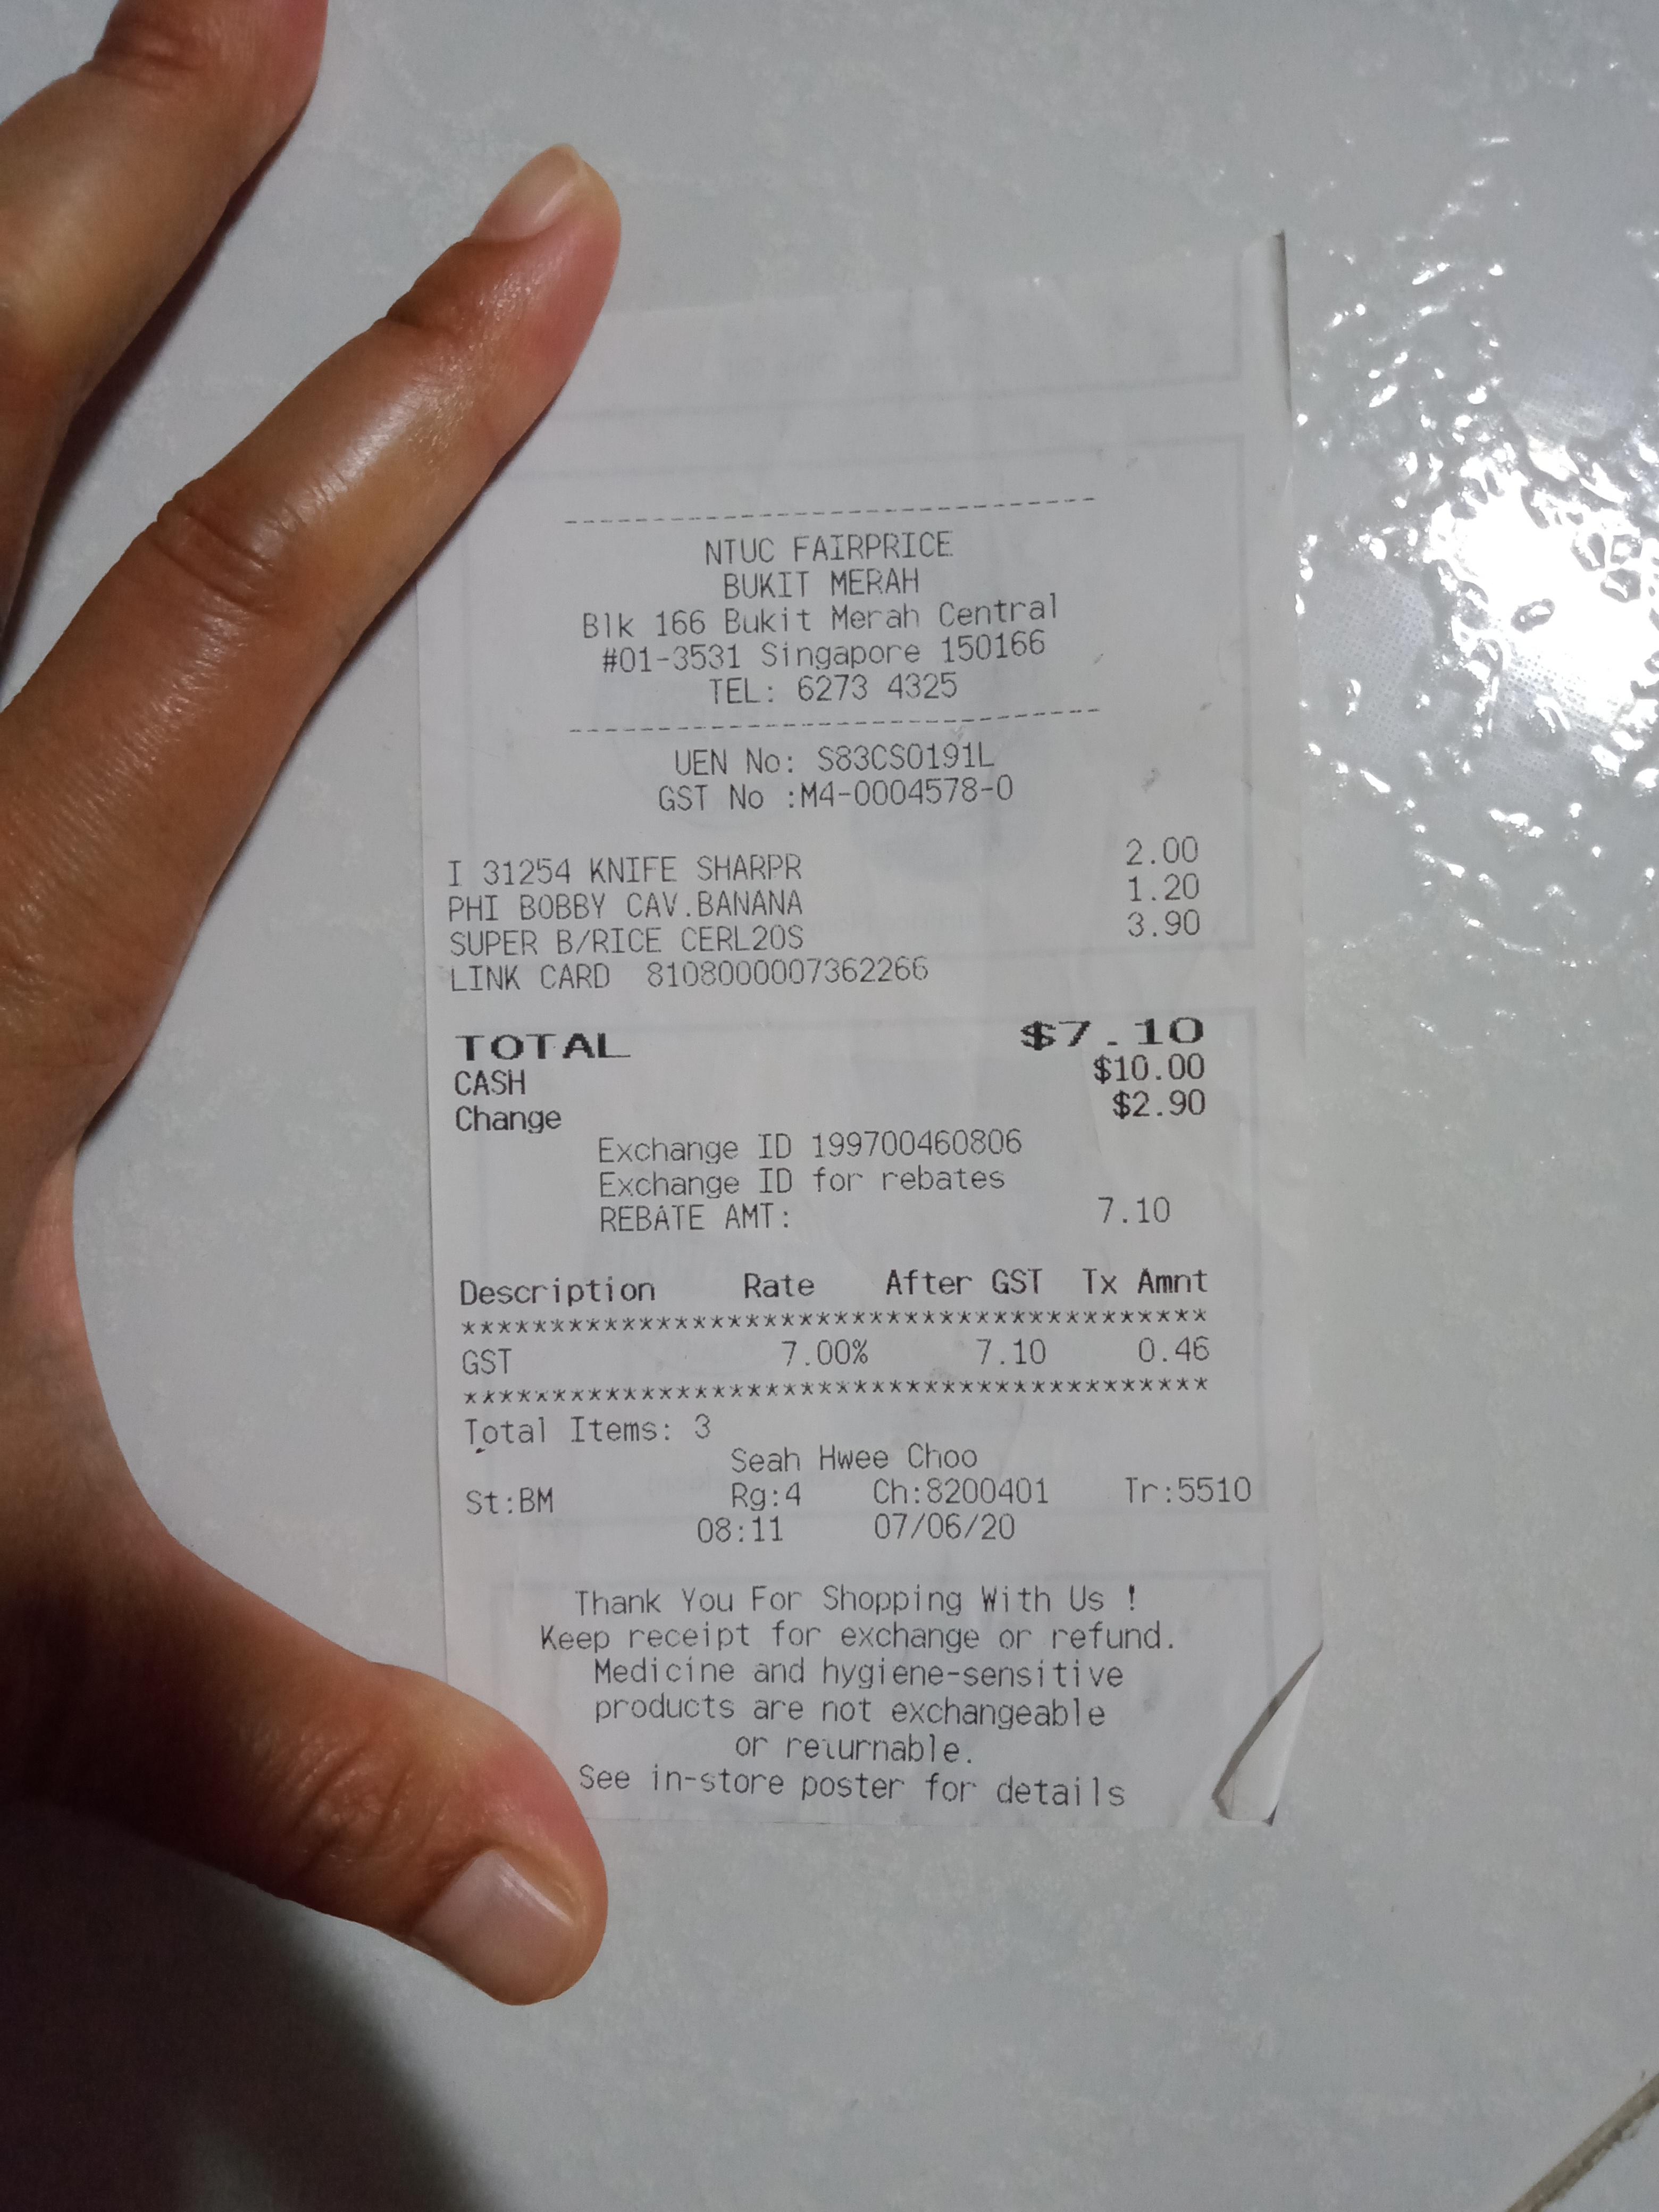 --------------------------------
NTUC FAIRPRICE
BUKIT MERAH
Blk 166 Bukit Merah Central
#01-3531 Singapore 150166
TEL: 6273 4325
--------------------------------
UEN No: S83CS0191L
GST No :M4-0004578-0
I 31254 KNIFE SHARPR 2.00
PHI BOBBY CAV.BANANA 1.20
SUPER B/RICE CERL20S 3.90
LINK CARD 8108000007362266
TOTAL $7.10
CASH $10.00
Change $2.90
Exchange ID 199700460806
Exchange ID for rebates
REBATE AMT: 7.10
Description Rate After GST Tx Amnt
******************************************
GST 7.00% 7.10 0.46
******************************************
Total Items: 3
Seah Hwee Choo
St:BM Rg:4 Ch:8200401 Tr:5510
08:11 07/06/20
Thank You For Shopping With Us !
Keep receipt for exchange or refund.
Medicine and hygiene-sensitive
products are not exchangeable
or returnable.
See in-store poster for details